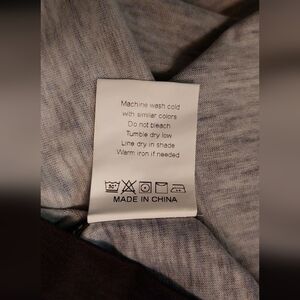 Machine wash cold
with similar colors
Do not bleach
Tumble dry low
Line dry in shade
Warm iron if needed
MADE IN CHINA